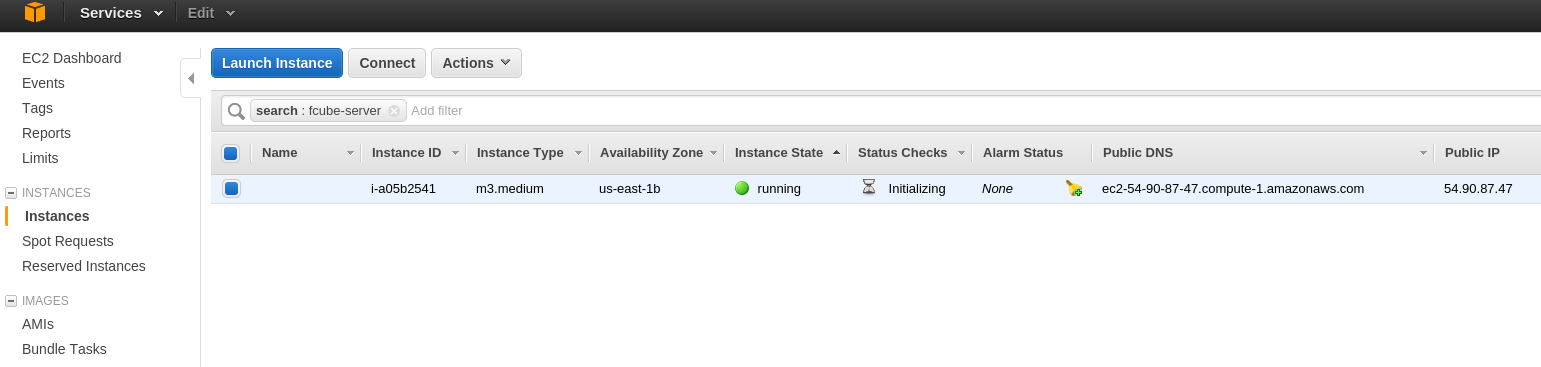 Services Edit
EC2 Dashboard
Events
Tags
Reports
Limits
INSTANCES
Instances
Spot Requests
Reserved Instances
IMAGES
AMIs
Bundle Tasks
Launch Instance Connect Actions
search : fcube-server Add filter
Name Instance ID Instance Type Availability Zone Instance State Status Checks Alarm Status Public DNS Public IP
i-a05b2541 m3.medium us-east-1b running Initializing None ec2-54-90-87-47.compute-1.amazonaws.com 54.90.87.47